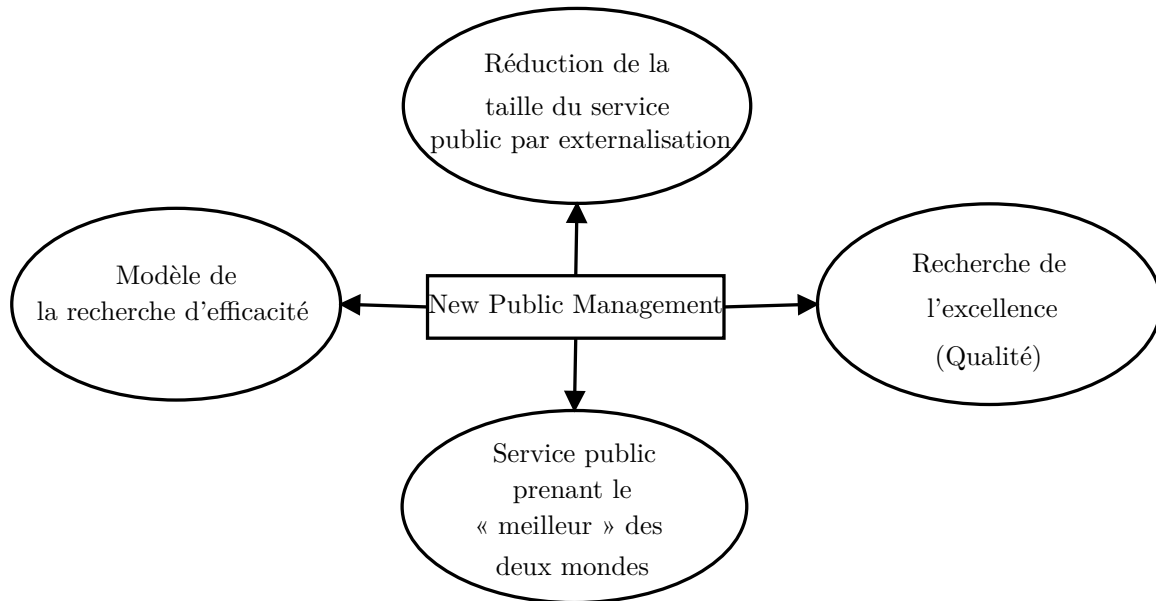 Réduction de la
taille du service
public par externalisation
Modèle de
la recherche d'efficacité
New Public Management
Recherche de
l'excellence
(Qualité)
Service public
prenant le
« meilleur » des
deux mondes